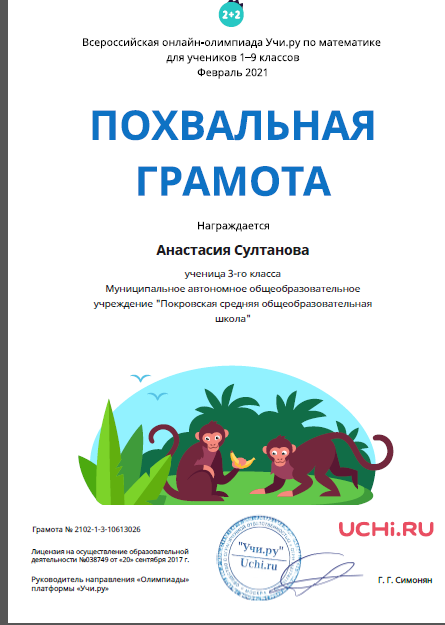 2+2
Всероссийская онлайн-олимпиада Учи.ру по математике
для учеников 1–9 классов
Февраль 2021
ПОХВАЛЬНАЯ
ГРАМОТА
Награждается
Анастасия Султанова
ученица 3-го класса
Муниципальное автономное общеобразовательное
учреждение "Покровская средняя общеобразовательная
школа"
Грамота № 2102-1-3-10613026
Лицензия на осуществление образовательной
деятельности №038749 от «20» сентября 2017 г.
Руководитель направления «Олимпиады»
платформы «Учи.ру»
"Учи.ру"
Uchi.ru
UCHi.RU
Г. Г. Симонян